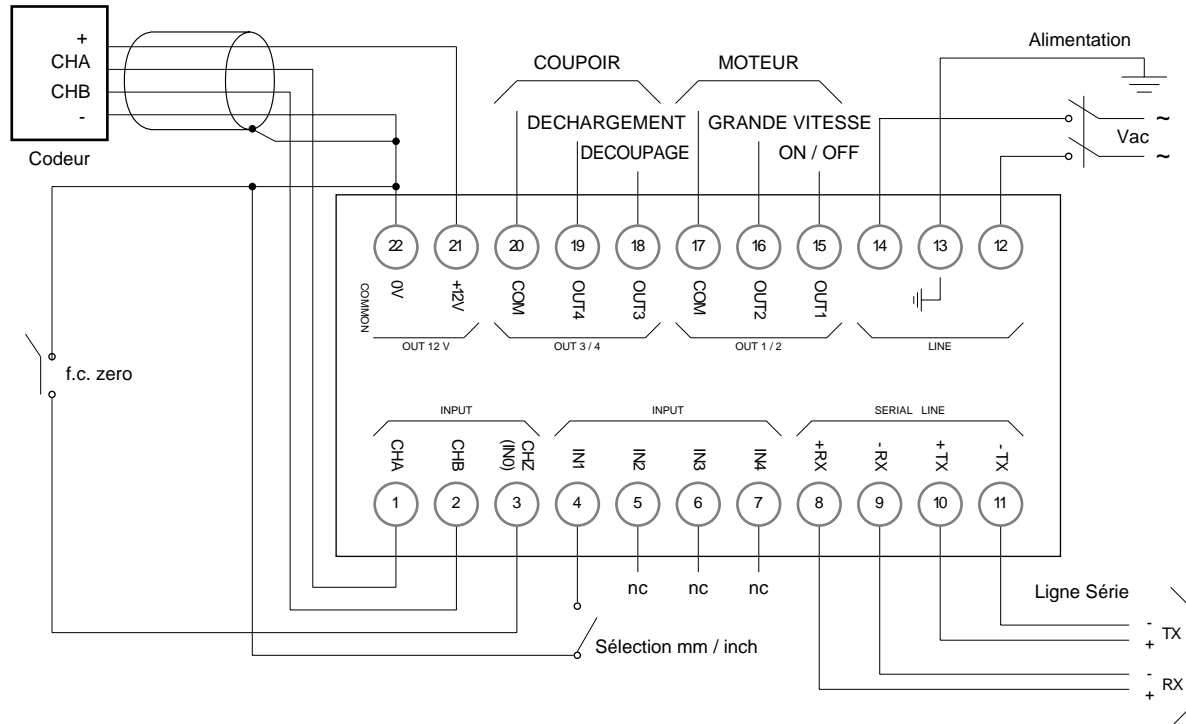 +
CHA
CHB
-
Codeur
COUPOIR
MOTEUR
Alimentation
DECHARGEMENT
GRANDE VITESSE
DECOUPAGE
ON / OFF
~
Vac
~
22
21
20
19
18
17
16
15
14
13
12
COMMON
0V
+12V
COM
OUT4
OUT3
COM
OUT2
OUT1
OUT 12 V
OUT 3 / 4
OUT 1 / 2
LINE
f.c. zero
INPUT
INPUT
SERIAL LINE
CHA
CHB
CHZ
(IN0)
IN1
IN2
IN3
IN4
+RX
-RX
+TX
-TX
1
2
3
4
5
6
7
8
9
10
11
nc
nc
nc
Ligne Série
Sélection mm / inch
-
+
TX
-
+
RX